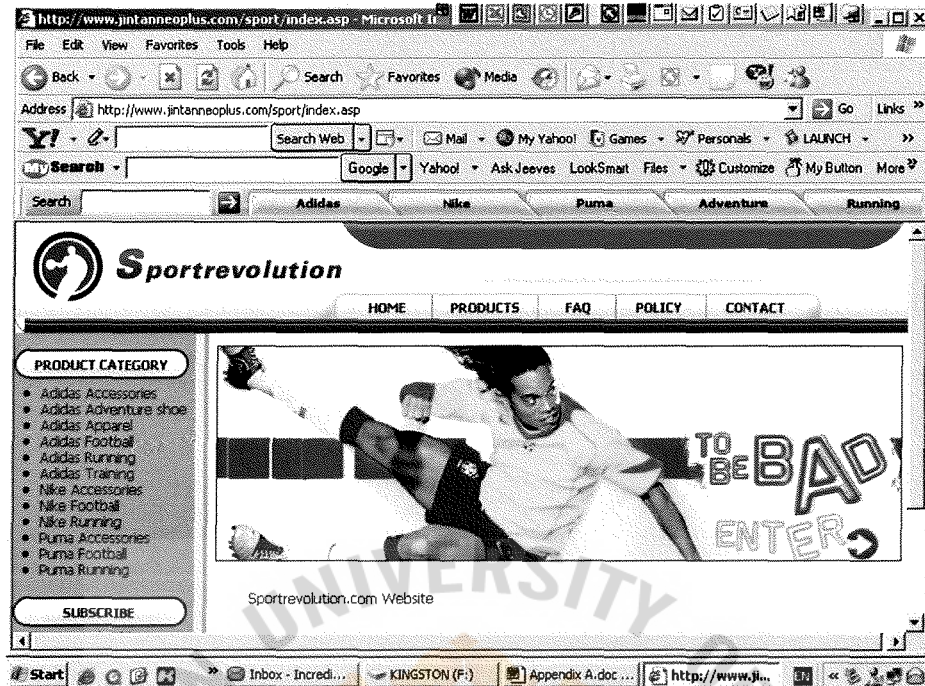 http://www.jintanneoplus.com/sport/index.asp - Microsoft I
File Edit View Favorites Tools Help
Back Search Favorites Media
Address http://www.jintanneoplus.com/sport/index.asp Go Links »
Y! Search Web Mail My Yahoo! Games Personals LAUNCH »
Search Google Yahoo! Ask Jeeves LookSmart Files Customize My Button More »
Search Adidas Nike Puma Adventure Running
Sportrevolution
HOME PRODUCTS FAQ POLICY CONTACT
PRODUCT CATEGORY
Adidas Accessories
Adidas Adventure shoe
Adidas Apparel
Adidas Football
Adidas Running
Adidas Training
Nike Accessories
Nike Football
Nike Running
Puma Accessories
Puma Football
Puma Running
SUBSCRIBE
TO BE BAD
ENTER
Sportrevolution.com Website
UNIVERSITY
Start » Inbox - Incredi... KINGSTON (F:) Appendix A.doc ... http://www.ji... EN «